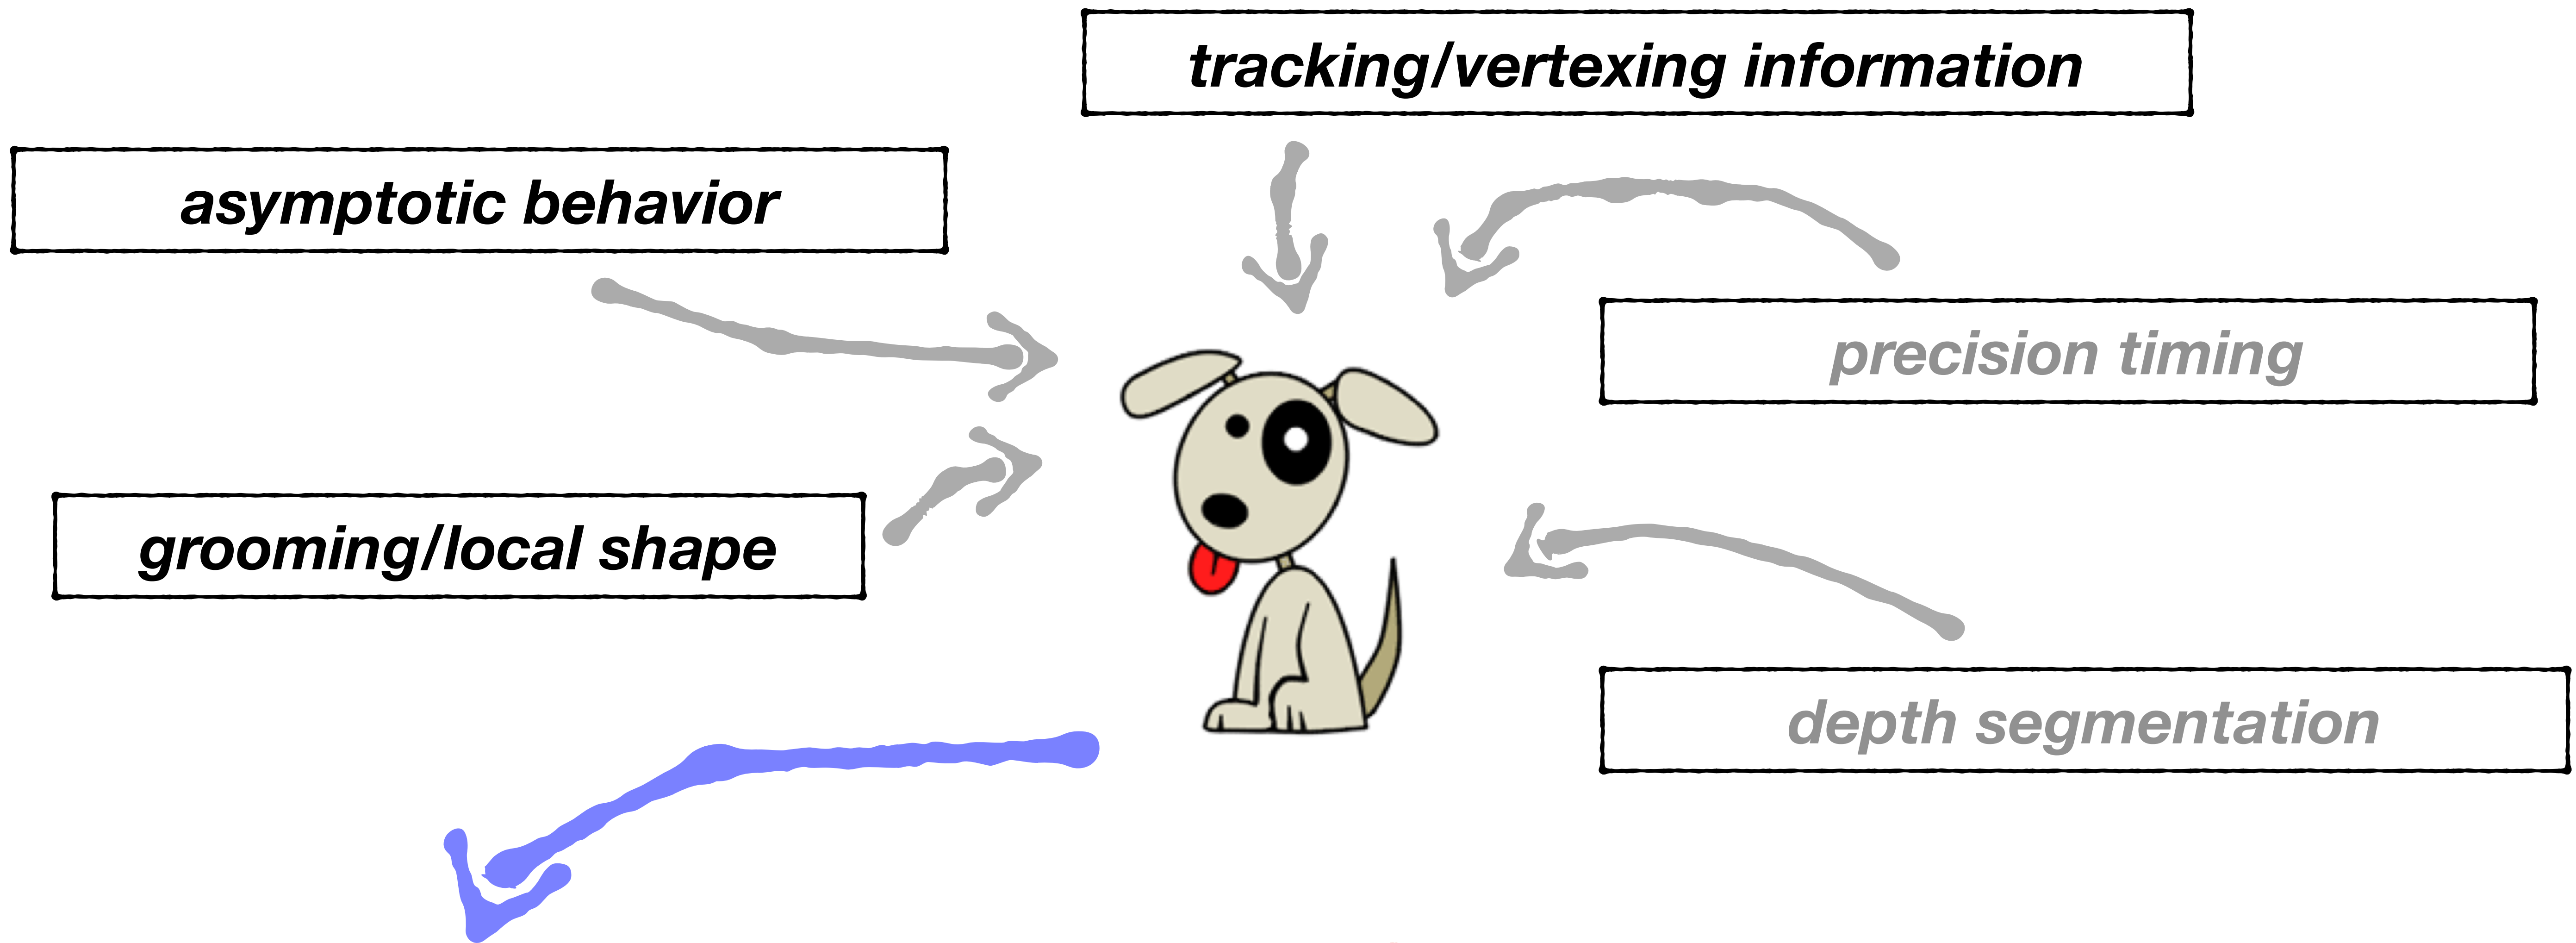 tracking/vertexing information
asymptotic behavior
precision timing
grooming/local shape
depth segmentation